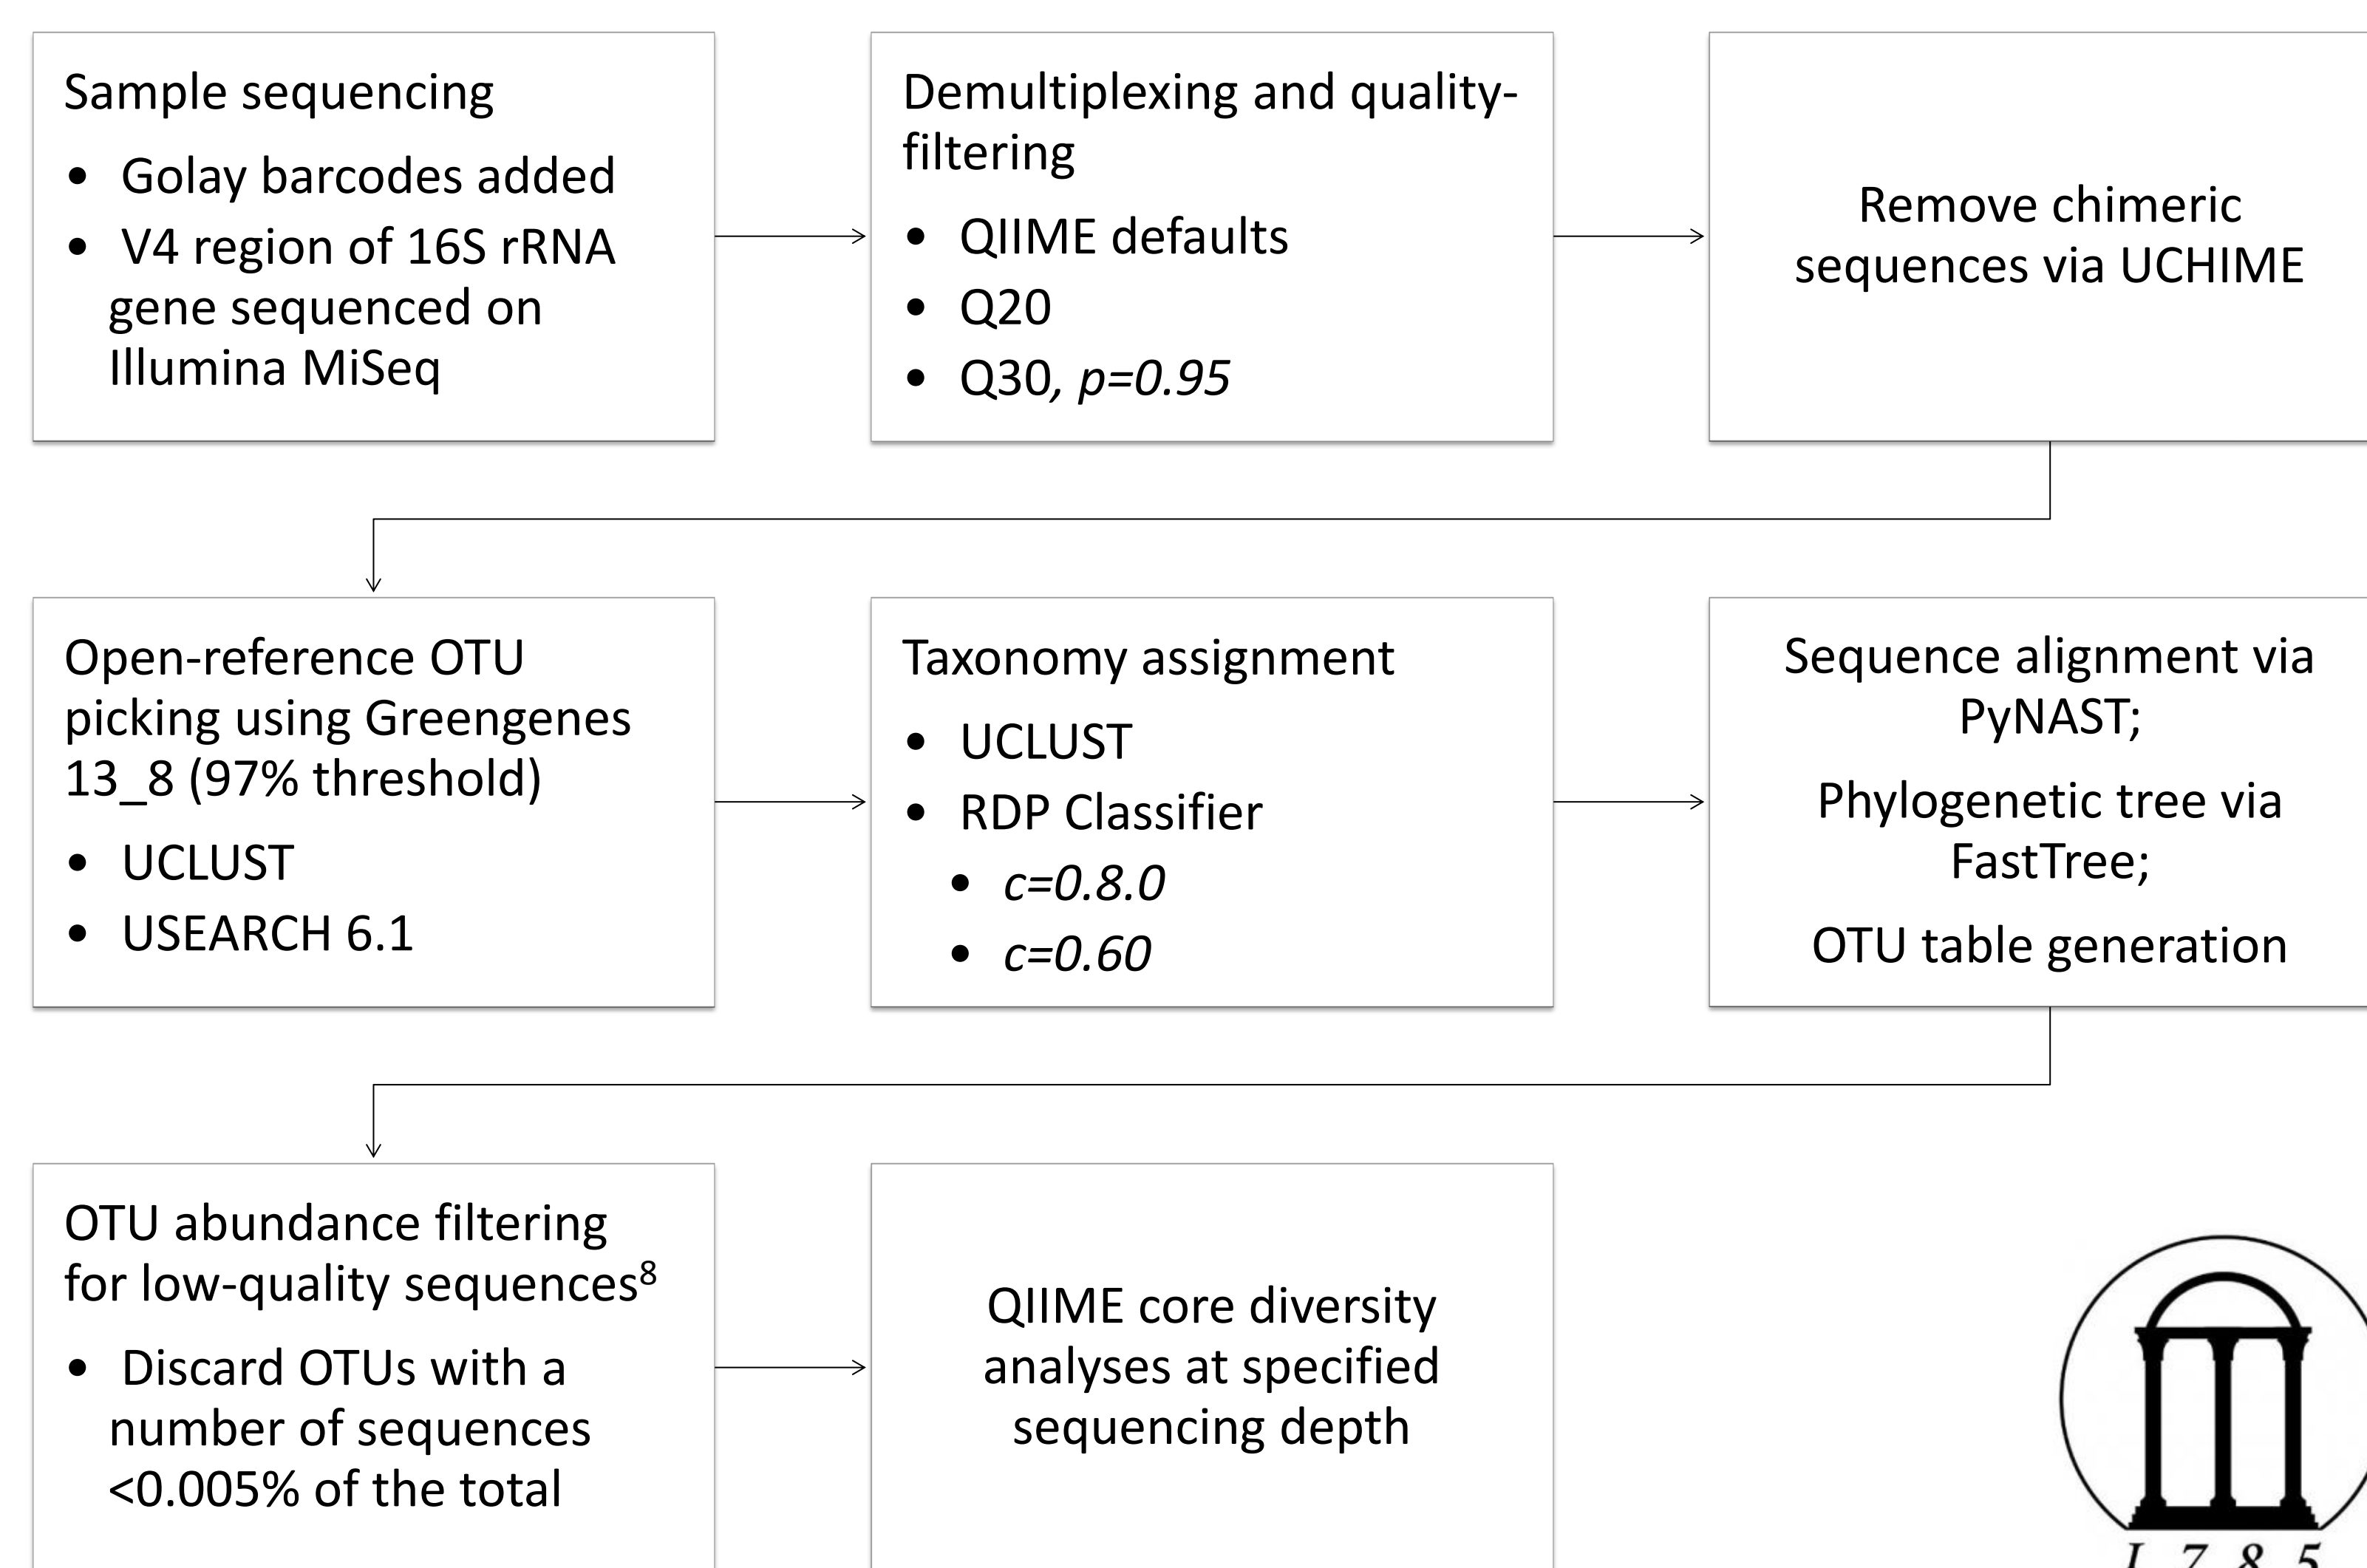 Sample sequencing
• Golay barcodes added
• V4 region of 16S rRNA
gene sequenced on
Illumina MiSeq
Demultiplexing and quality-
filtering
• QIIME defaults
• Q20
• Q30, p=0.95
Remove chimeric
sequences via UCHIME
Open-reference OTU
picking using Greengenes
13_8 (97% threshold)
• UCLUST
• USEARCH 6.1
Taxonomy assignment
• UCLUST
• RDP Classifier
• c=0.8.0
• c=0.60
Sequence alignment via
PyNAST;
Phylogenetic tree via
FastTree;
OTU table generation
OTU abundance filtering
for low-quality sequences⁸
• Discard OTUs with a
number of sequences
<0.005% of the total
QIIME core diversity
analyses at specified
sequencing depth
1785